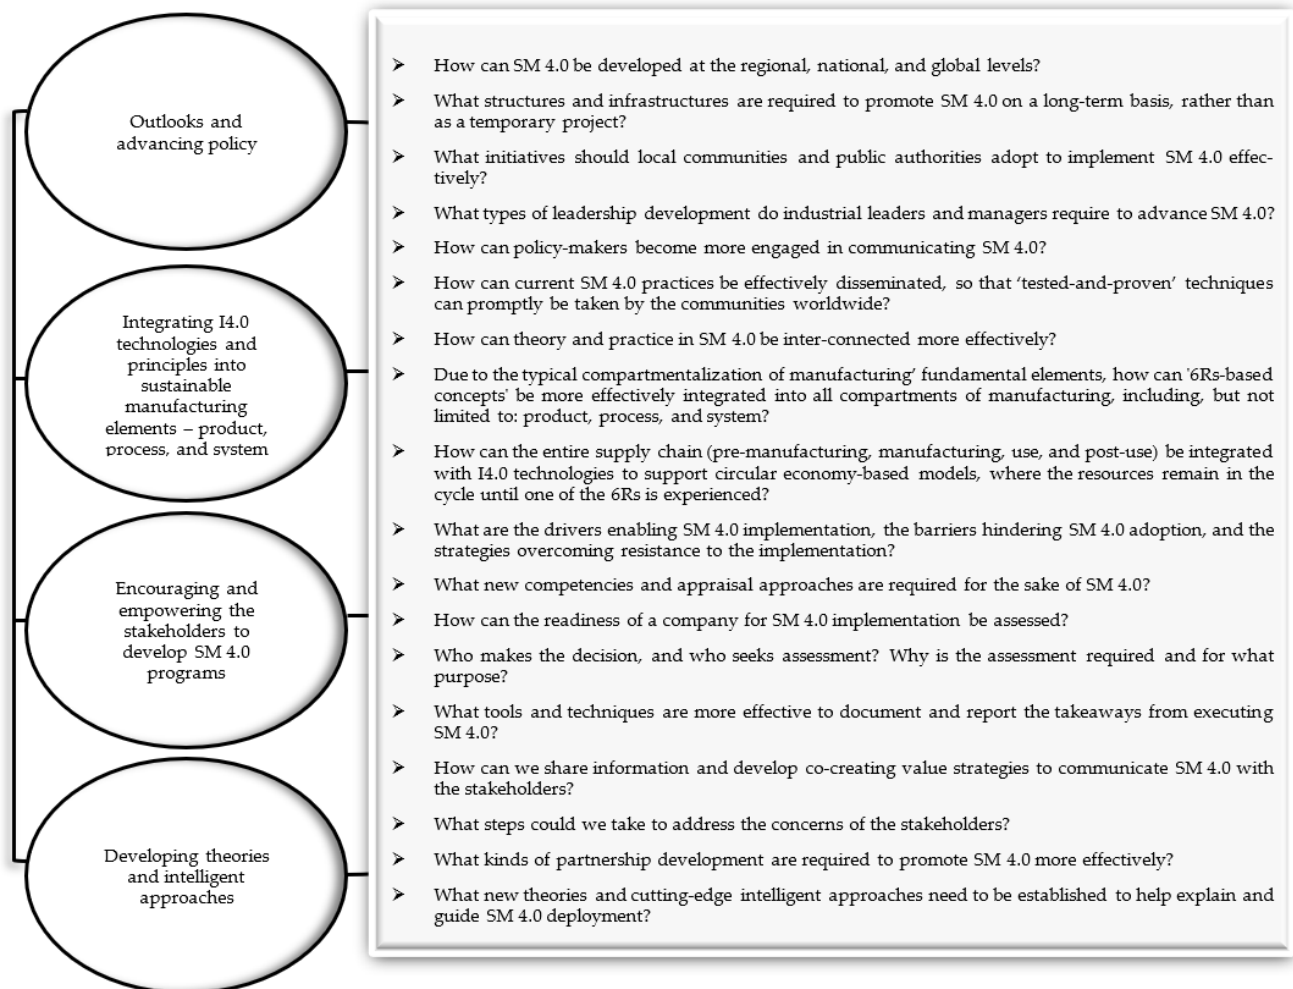 Outlooks and
advancing policy
Integrating I4.0
technologies and
principles into
sustainable
manufacturing
elements – product,
process, and system
Encouraging and
empowering the
stakeholders to
develop SM 4.0
programs
Developing theories
and intelligent
approaches
➢ How can SM 4.0 be developed at the regional, national, and global levels?
➢ What structures and infrastructures are required to promote SM 4.0 on a long-term basis, rather than
as a temporary project?
➢ What initiatives should local communities and public authorities adopt to implement SM 4.0 effec-
tively?
➢ What types of leadership development do industrial leaders and managers require to advance SM 4.0?
➢ How can policy-makers become more engaged in communicating SM 4.0?
➢ How can current SM 4.0 practices be effectively disseminated, so that ‘tested-and-proven’ techniques
can promptly be taken by the communities worldwide?
➢ How can theory and practice in SM 4.0 be inter-connected more effectively?
➢ Due to the typical compartmentalization of manufacturing’ fundamental elements, how can '6Rs-based
concepts' be more effectively integrated into all compartments of manufacturing, including, but not
limited to: product, process, and system?
➢ How can the entire supply chain (pre-manufacturing, manufacturing, use, and post-use) be integrated
with I4.0 technologies to support circular economy-based models, where the resources remain in the
cycle until one of the 6Rs is experienced?
➢ What are the drivers enabling SM 4.0 implementation, the barriers hindering SM 4.0 adoption, and the
strategies overcoming resistance to the implementation?
➢ What new competencies and appraisal approaches are required for the sake of SM 4.0?
➢ How can the readiness of a company for SM 4.0 implementation be assessed?
➢ Who makes the decision, and who seeks assessment? Why is the assessment required and for what
purpose?
➢ What tools and techniques are more effective to document and report the takeaways from executing
SM 4.0?
➢ How can we share information and develop co-creating value strategies to communicate SM 4.0 with
the stakeholders?
➢ What steps could we take to address the concerns of the stakeholders?
➢ What kinds of partnership development are required to promote SM 4.0 more effectively?
➢ What new theories and cutting-edge intelligent approaches need to be established to help explain and
guide SM 4.0 deployment?